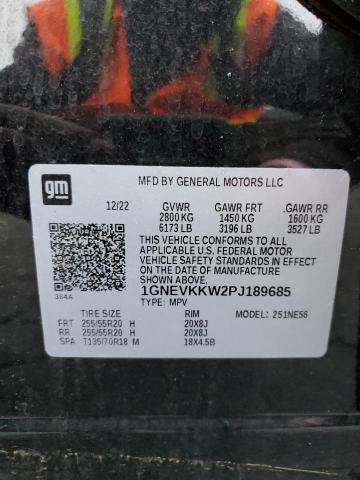 gm
MFD BY GENERAL MOTORS LLC
12/22 GVWR GAWR FRT .GAWR RR
2800 KG 1450 KG 1600 KG
6173 LB 3196 LB 3527 LB
THIS VEHICLE CONFORMS TO ALL
APPLICABLE U.S. FEDERAL MOTOR
VEHICLE SAFETY AND THEFT PREVENTION
STANDARDS IN EFFECT ON THE DATE OF
MANUFACTURE SHOWN ABOVE.
1GNEVKKW2PJ189685
384A TYPE: MPV
TIRE SIZE RIM MODEL: 251NE56
FRT 255/55R20 H 20X8J
RR 255/55R20 H 20X8J
SPA T135/70R18 M 18X4.5B